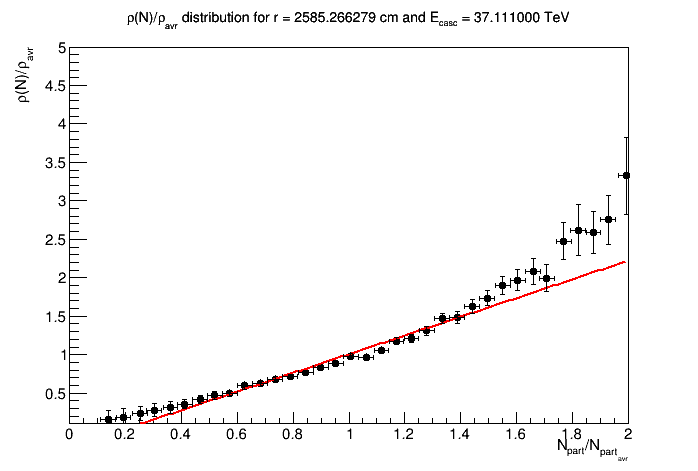 ρ(N)/ρavr distribution for r = 2585.266279 cm and Ecasc = 37.111000 TeV
ρ(N)/ρavr
5
4.5
4
3.5
3
2.5
2
1.5
1
0.5
0 0.2 0.4 0.6 0.8 1 1.2 1.4 1.6 1.8 2
Npart/Npartavr